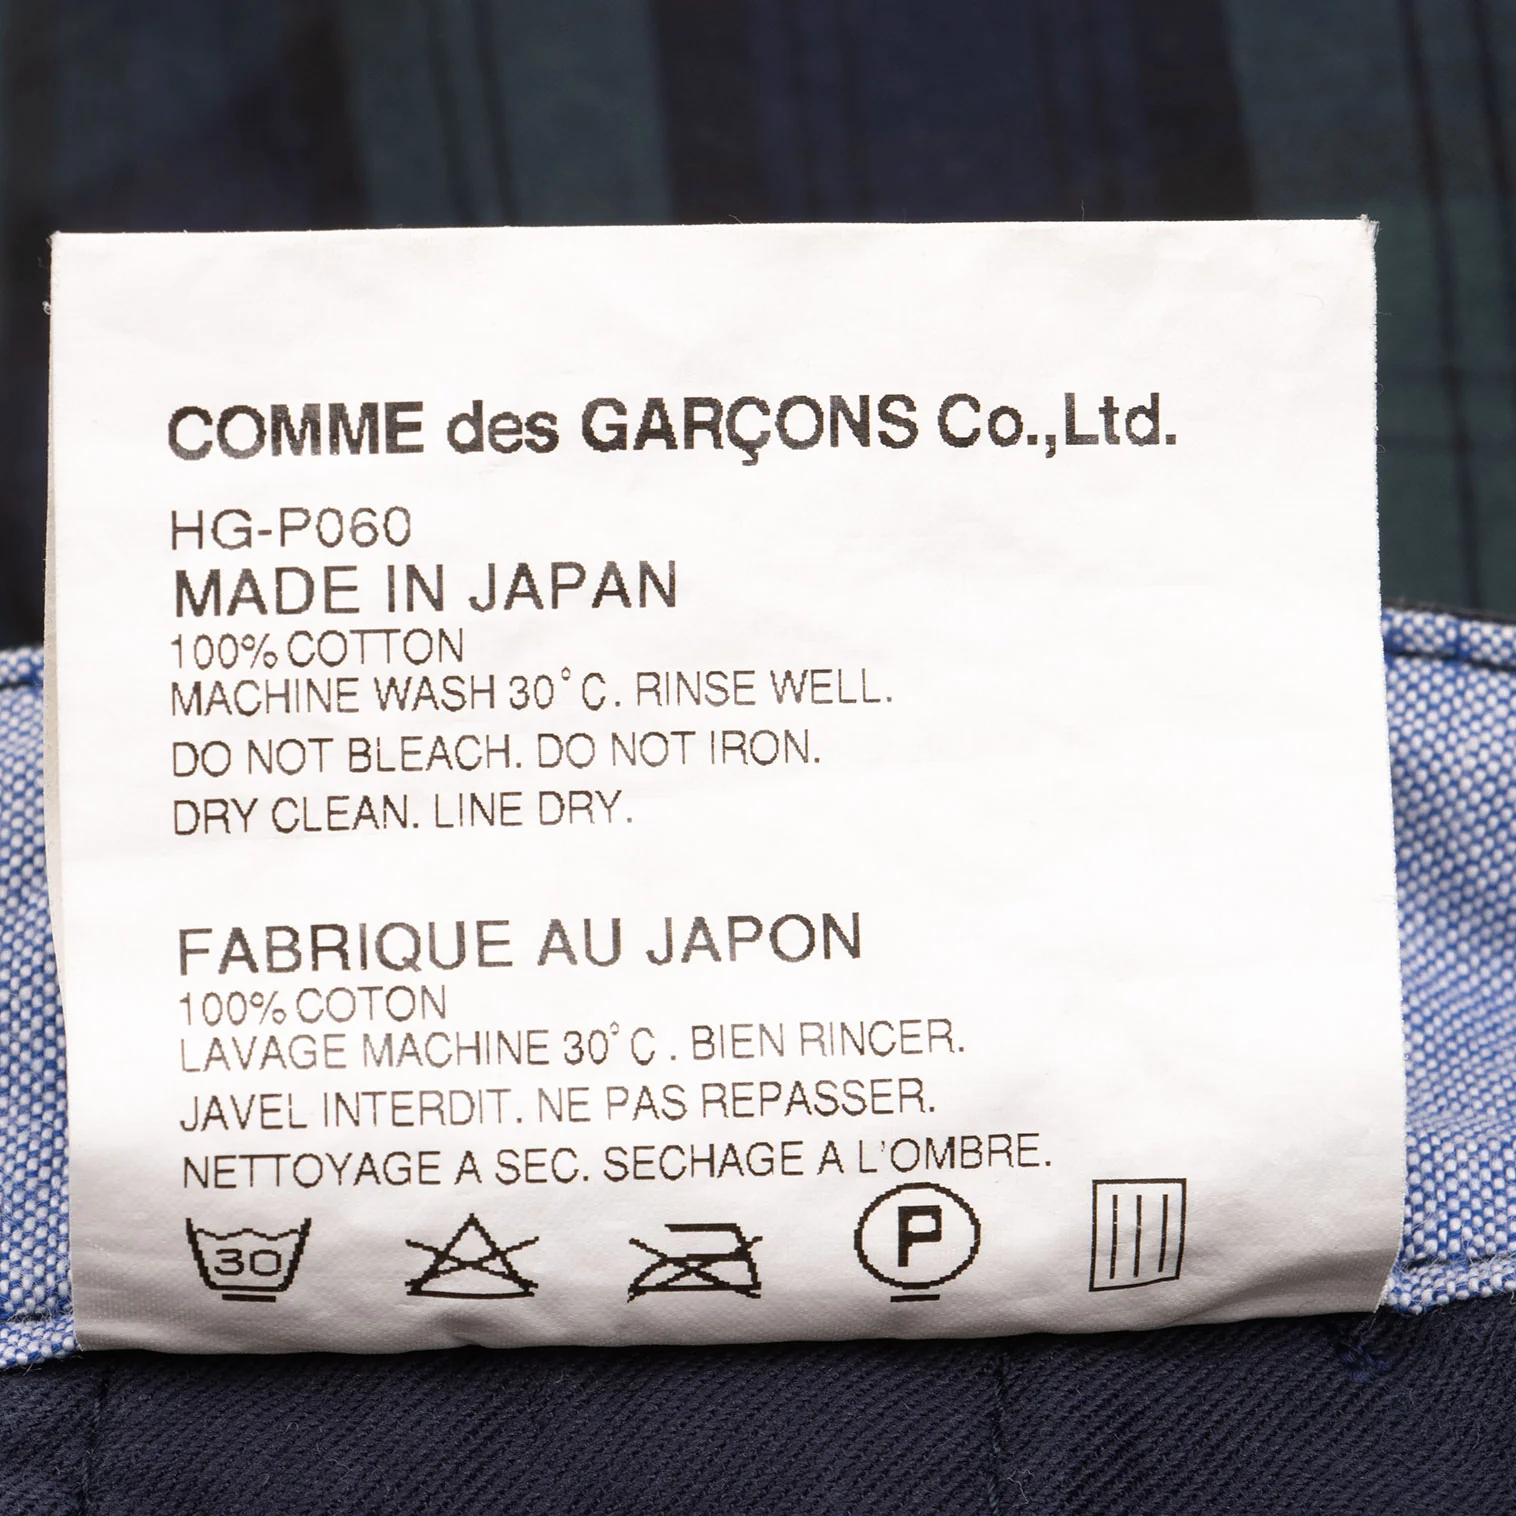 COMME des GARÇONS Co.,Ltd.
HG-P060
MADE IN JAPAN
100% COTTON
MACHINE WASH 30°C. RINSE WELL.
DO NOT BLEACH. DO NOT IRON.
DRY CLEAN. LINE DRY.
FABRIQUE AU JAPON
100% COTON
LAVAGE MACHINE 30°C . BIEN RINCER.
JAVEL INTERDIT. NE PAS REPASSER.
NETTOYAGE A SEC. SECHAGE A L'OMBRE.
30 P